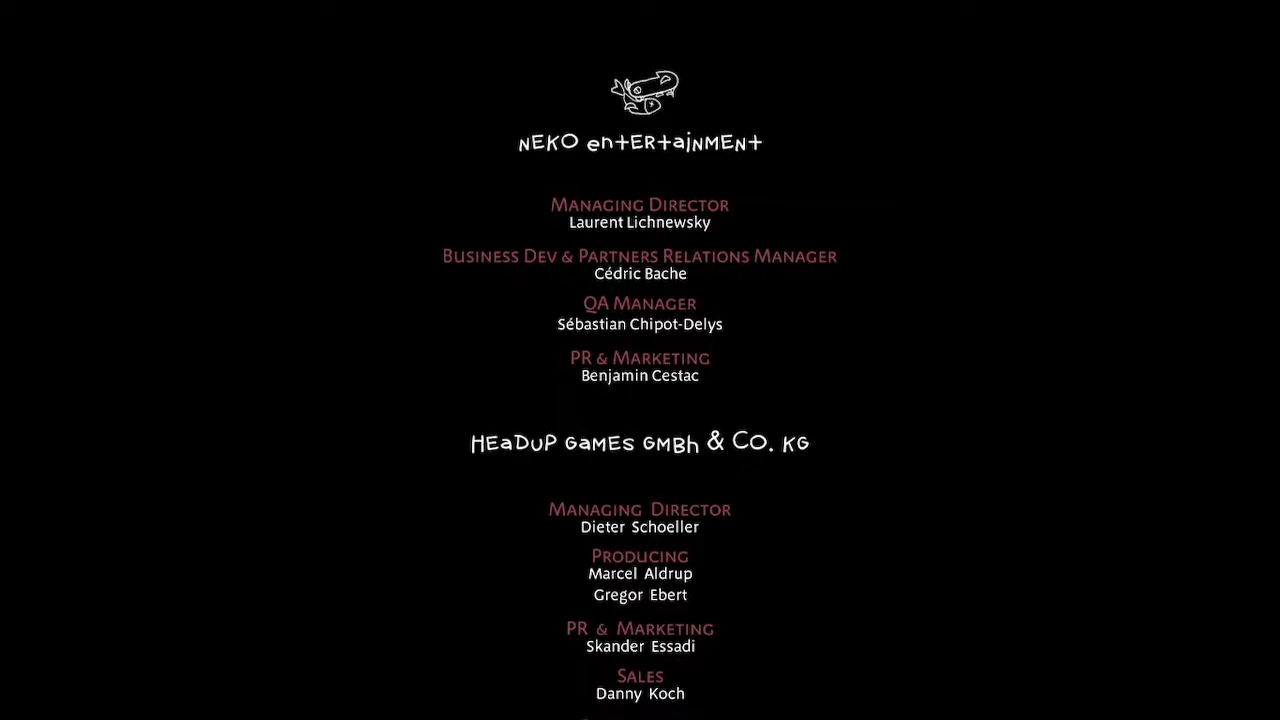 NEKO entERtaiNMENt
Managing Director
Laurent Lichnewsky
Business Dev & Partners Relations Manager
Cédric Bache
QA Manager
Sébastian Chipot-Delys
PR & Marketing
Benjamin Cestac
HEaDUP GaMES GMBh & CO. KG
Managing Director
Dieter Schoeller
Producing
Marcel Aldrup
Gregor Ebert
PR & Marketing
Skander Essadi
Sales
Danny Koch